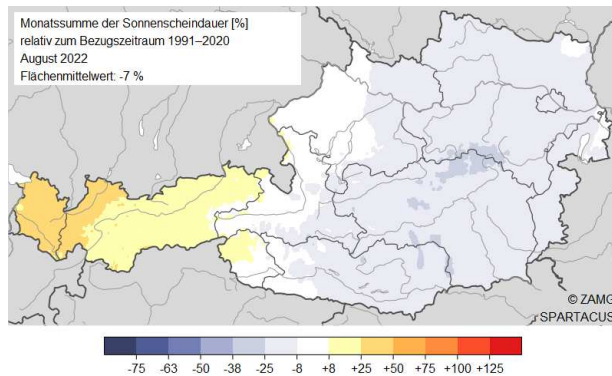 Monatssumme der Sonnenscheindauer [%]
relativ zum Bezugszeitraum 1991–2020
August 2022
Flächenmittelwert: -7 %
© ZAMG
SPARTACUS
-75 -63 -50 -38 -25 -8 +8 +25 +50 +75 +100 +125